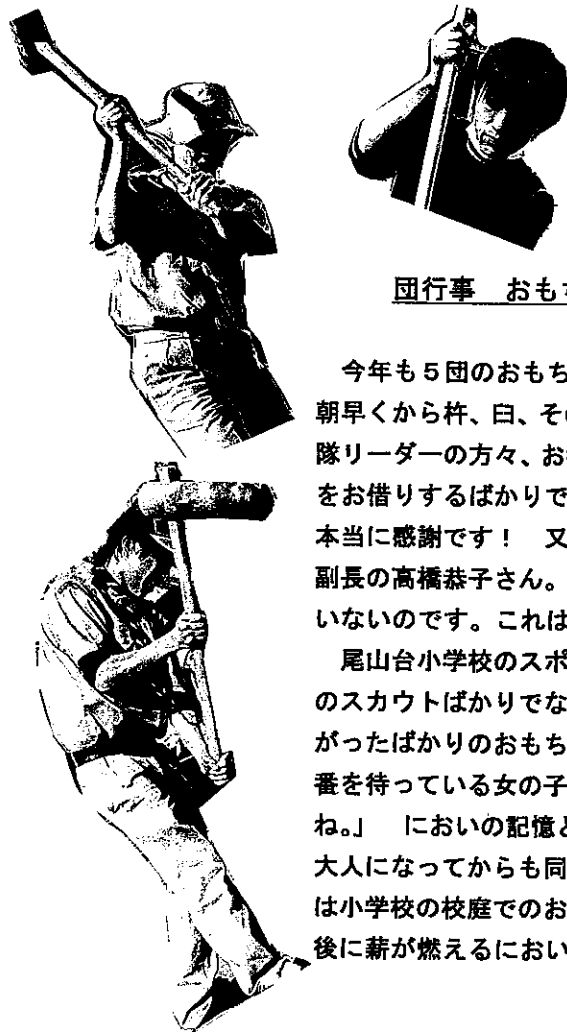 団行事　おもち
今年も５団のおもち
朝早くから杵、臼、その
隊リーダーの方々、お
をお借りするばかりで
本当に感謝です！　又
副長の高橋恭子さん。
いないのです。これは
尾山台小学校のスポ
のスカウトばかりでな
がったばかりのおもち
番を待っている女の子
ね。」　においの記憶と
大人になってからも同
は小学校の校庭でのお
後に薪が燃えるにおい